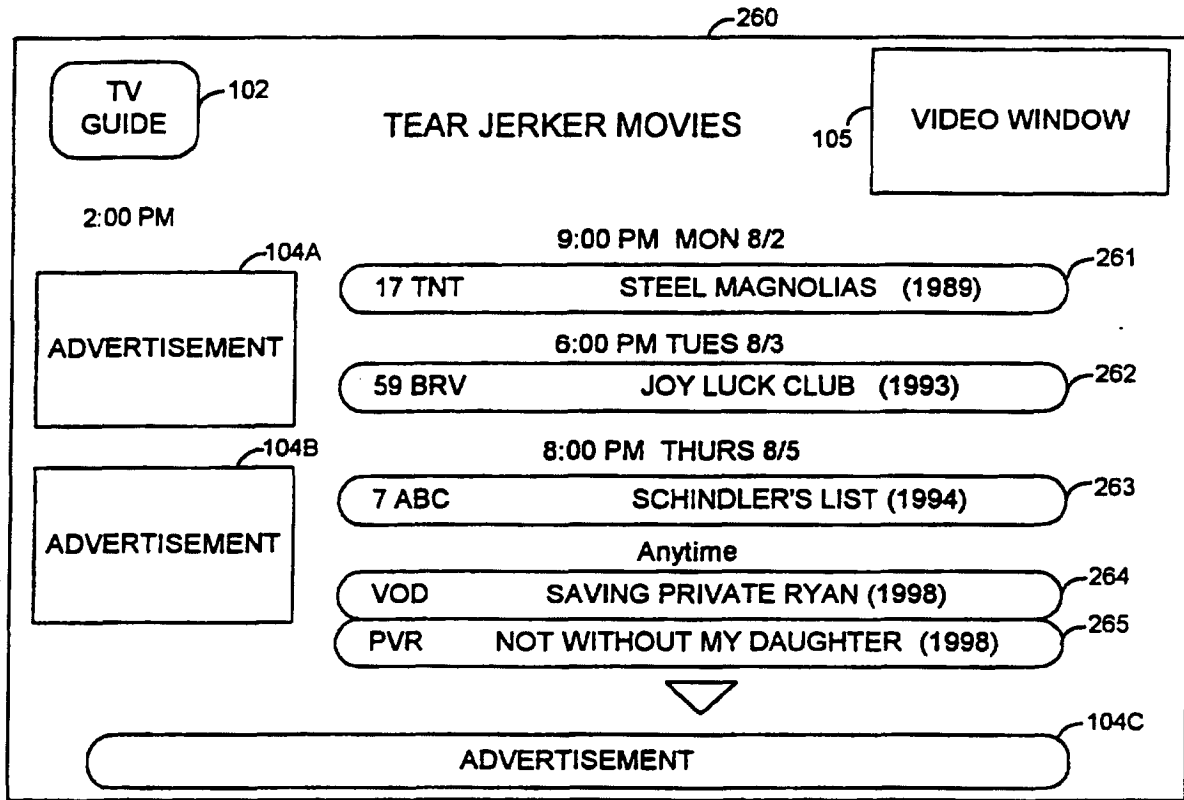 260
TV
GUIDE
102
TEAR JERKER MOVIES
105
VIDEO WINDOW
2:00 PM
104A
ADVERTISEMENT
9:00 PM MON 8/2
261
17 TNT STEEL MAGNOLIAS (1989)
6:00 PM TUES 8/3
262
59 BRV JOY LUCK CLUB (1993)
104B
ADVERTISEMENT
8:00 PM THURS 8/5
263
7 ABC SCHINDLER'S LIST (1994)
Anytime
264
VOD SAVING PRIVATE RYAN (1998)
265
PVR NOT WITHOUT MY DAUGHTER (1998)
104C
ADVERTISEMENT